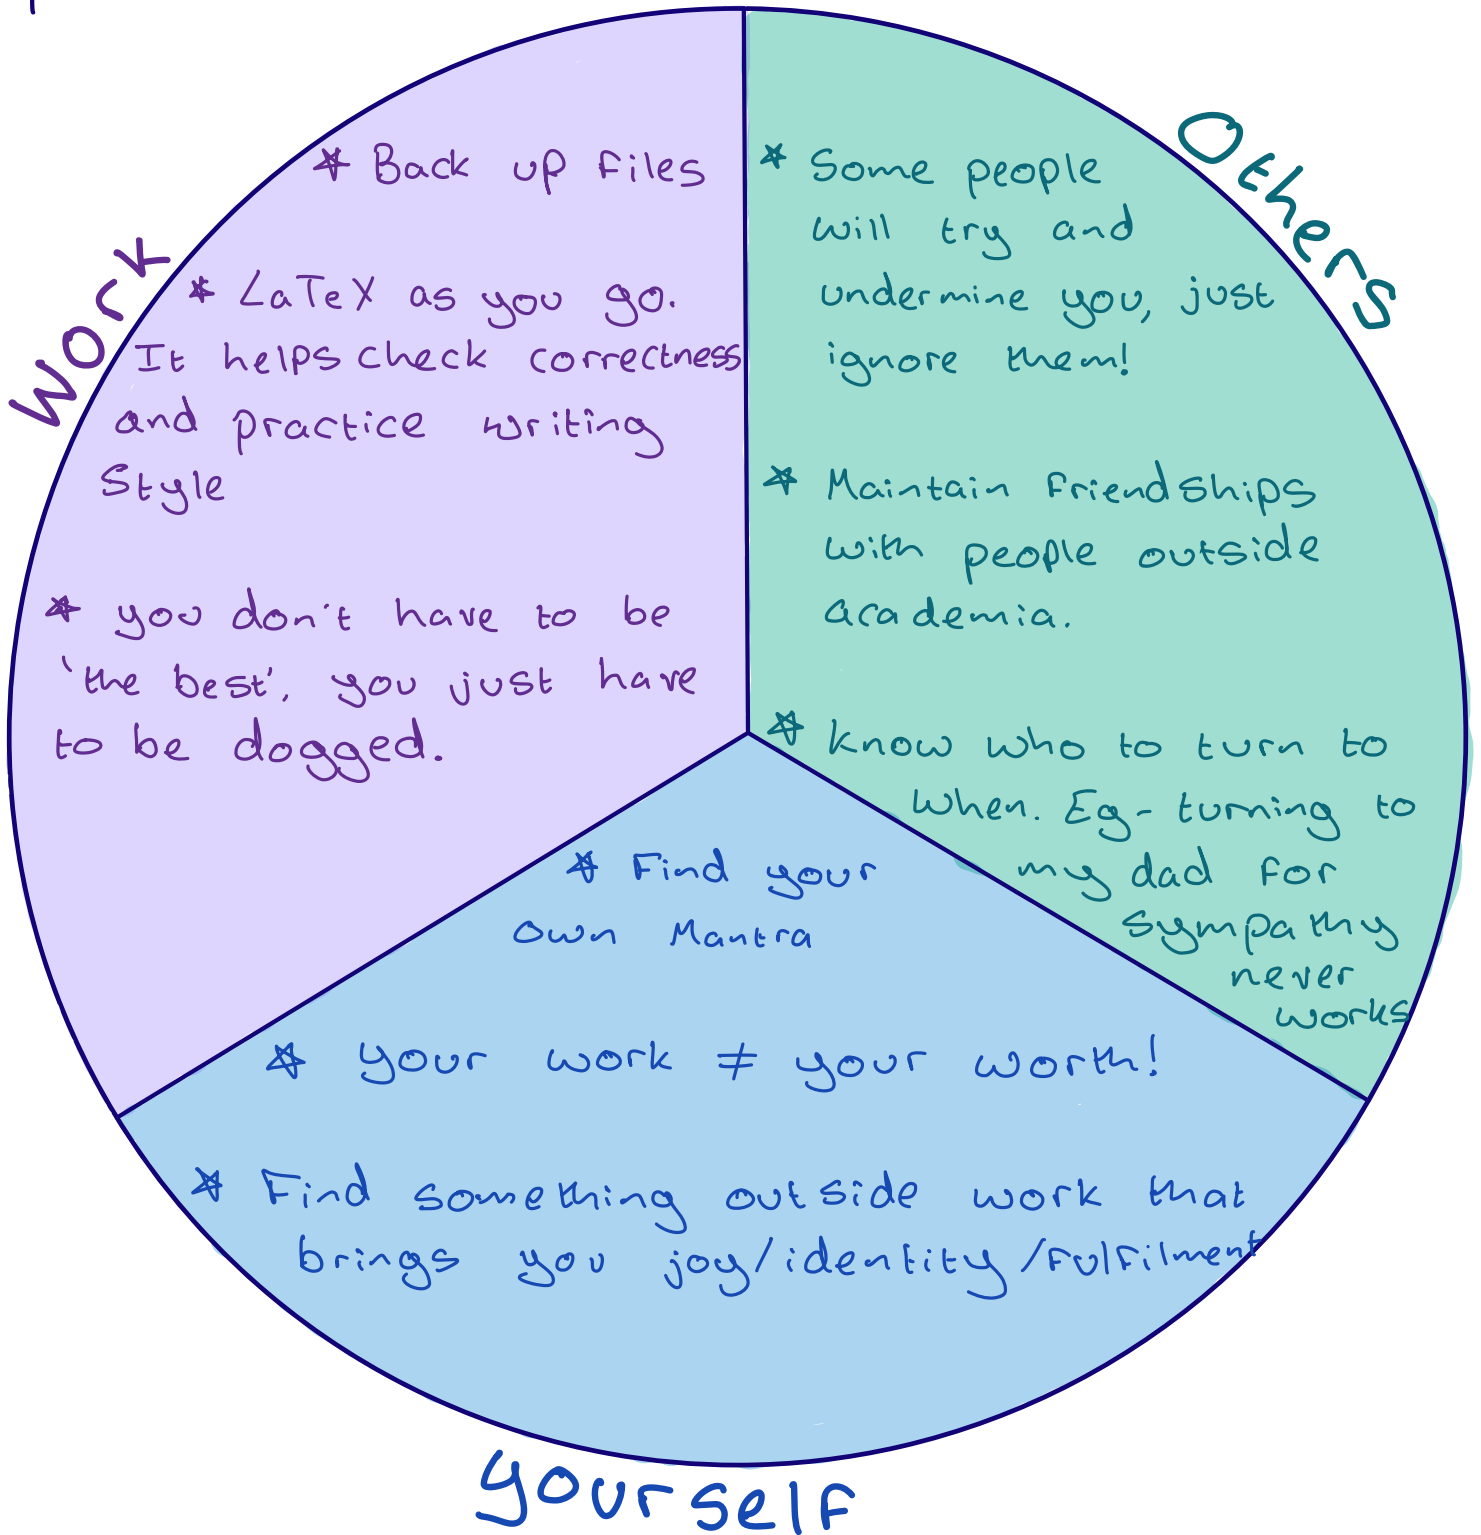 Work
* Back up files
* LaTeX as you go.
It helps check correctness
and practice writing
Style
* you don't have to be
'the best', you just have
to be dogged.
Others
* Some people
will try and
undermine you, just
ignore them!
* Maintain friendships
with people outside
academia.
* Know who to turn to
when. Eg- turning to
my dad for
sympathy
never
works
* Find your
own Mantra
* your work ≠ your worth!
* Find something outside work that
brings you joy/identity/fulfilment
yourself